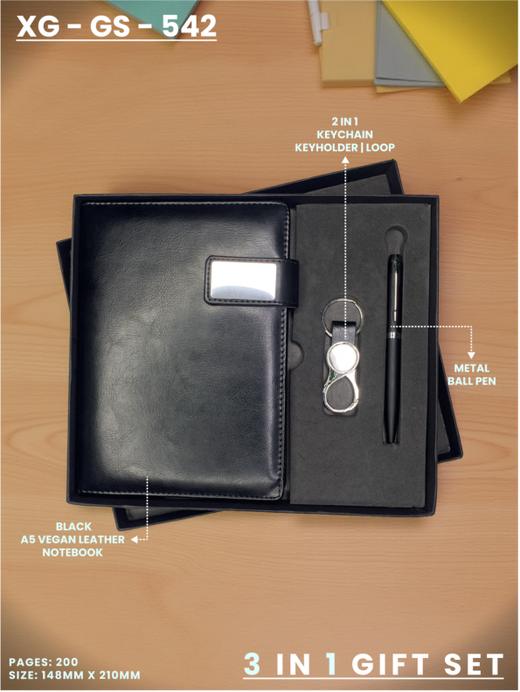 XG - GS - 542
2 IN 1
KEYCHAIN
KEYHOLDER | LOOP
METAL
BALL PEN
BLACK
A5 VEGAN LEATHER
NOTEBOOK
PAGES: 200
SIZE: 148MM X 210MM
3 IN 1 GIFT SET